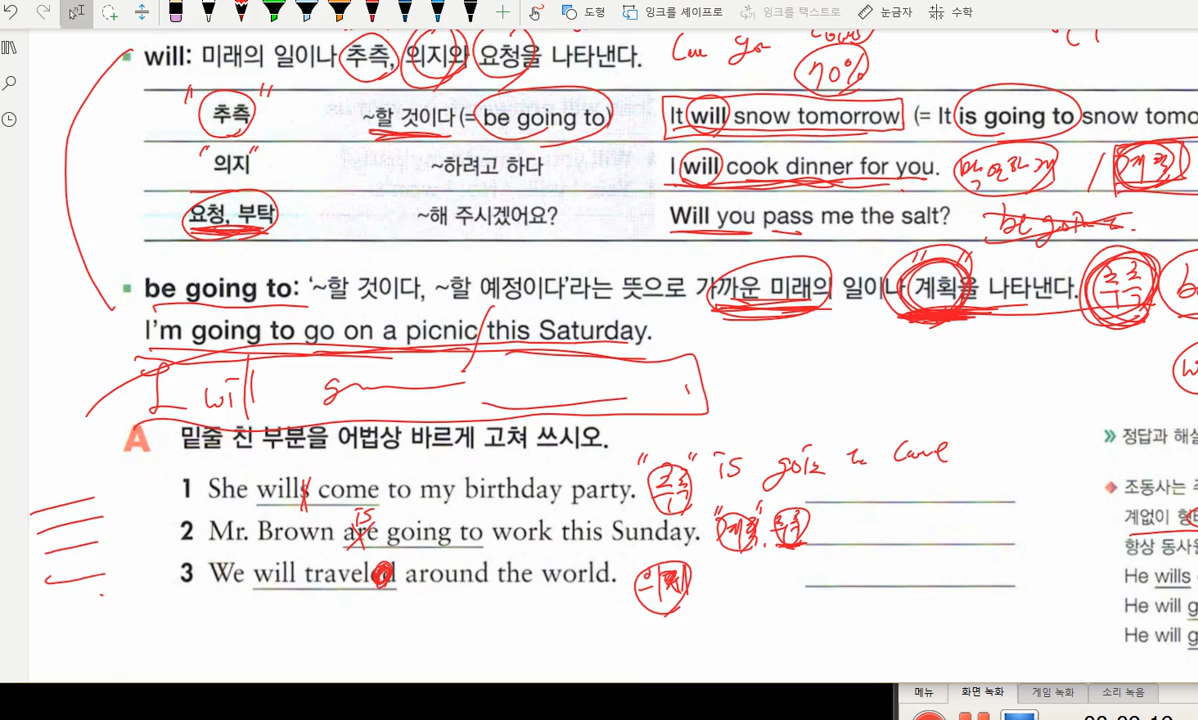 도형 잉크를 셰이프로 잉크를 텍스트로 눈금자 수학
will: 미래의 일이나 추측, 의지와 요청을 나타낸다.
70%
"추측" ~할 것이다(= be going to) It will snow tomorrow (= It is going to snow tomo
"의지" ~하려고 하다 I will cook dinner for you. / 계획
요청, 부탁 ~해 주시겠어요? Will you pass me the salt?
be going to: '~할 것이다, ~할 예정이다'라는 뜻으로 가까운 미래의 일이나 계획을 나타낸다. 추측
I'm going to go on a picnic this Saturday.
I will
A 밑줄 친 부분을 어법상 바르게 고쳐 쓰시오.
정답과 해설
"추측" is going to come
1 She wills come to my birthday party.
조동사는 주
is
2 Mr. Brown are going to work this Sunday. "계획" 추측
계없이 형태
항상 동사원
3 We will traveled around the world. 의지
He wills
He will g
He will g
메뉴 화면 녹화 게임 녹화 소리 녹음